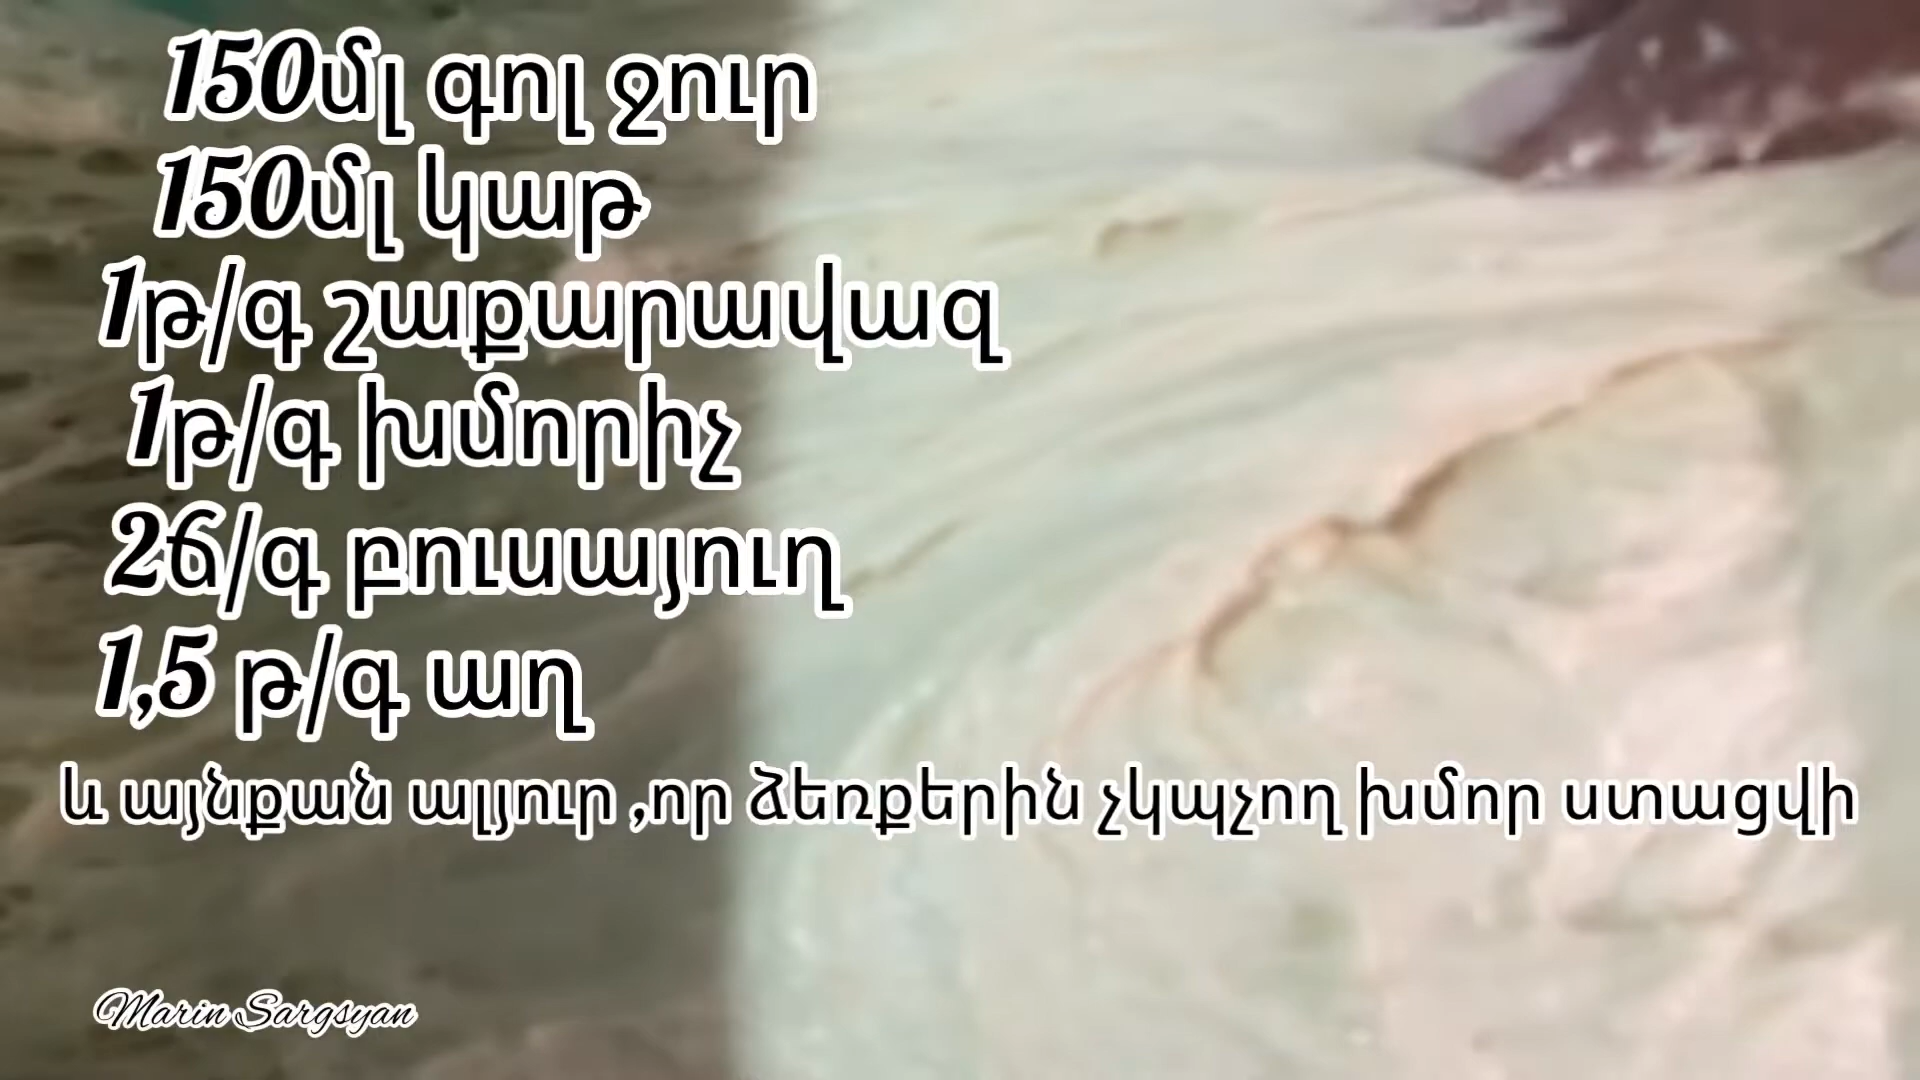 150մլ գոլ ջուր
150մլ կաթ
1թ/գ շաքարավազ
1թ/գ խմորիչ
2ճ/գ բուսայուղ
1,5 թ/գ աղ
և այնքան ալյուր ,որ ձեռքերին չկպչող խմոր ստացվի
Marin Sargsyan